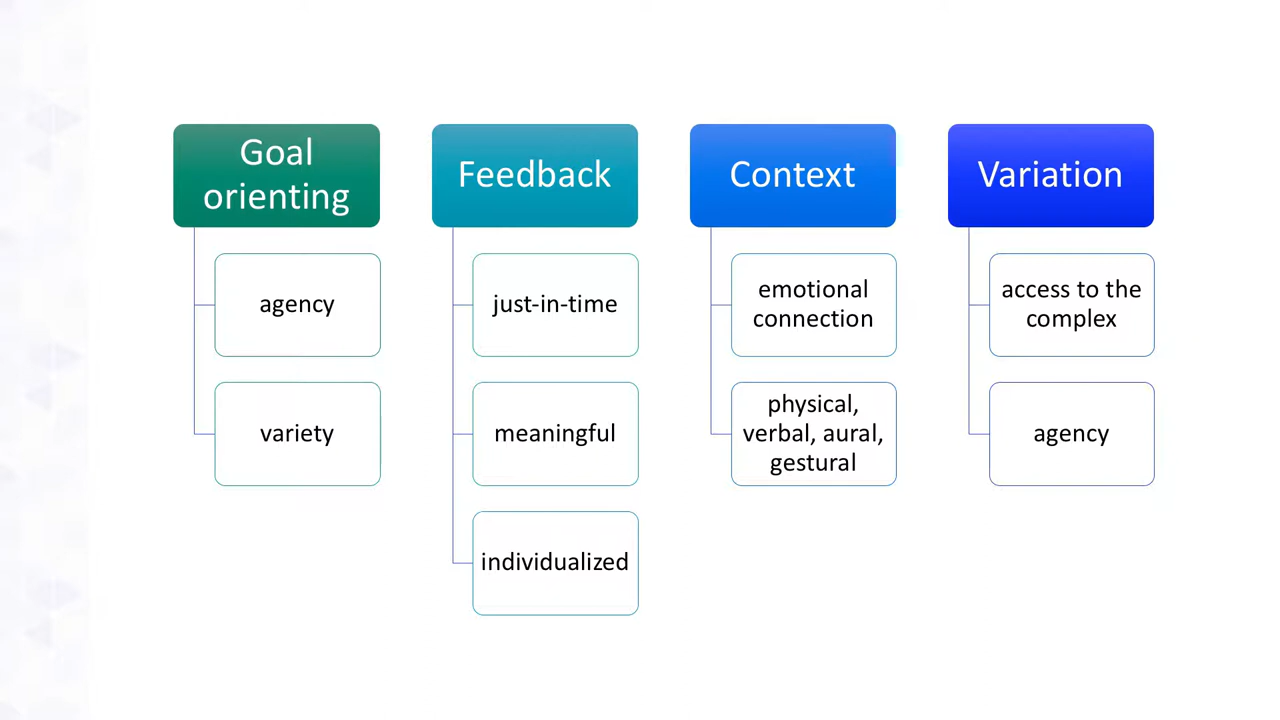 Goal
orienting
agency
variety
Feedback
just-in-time
meaningful
individualized
Context
emotional
connection
physical,
verbal, aural,
gestural
Variation
access to the
complex
agency